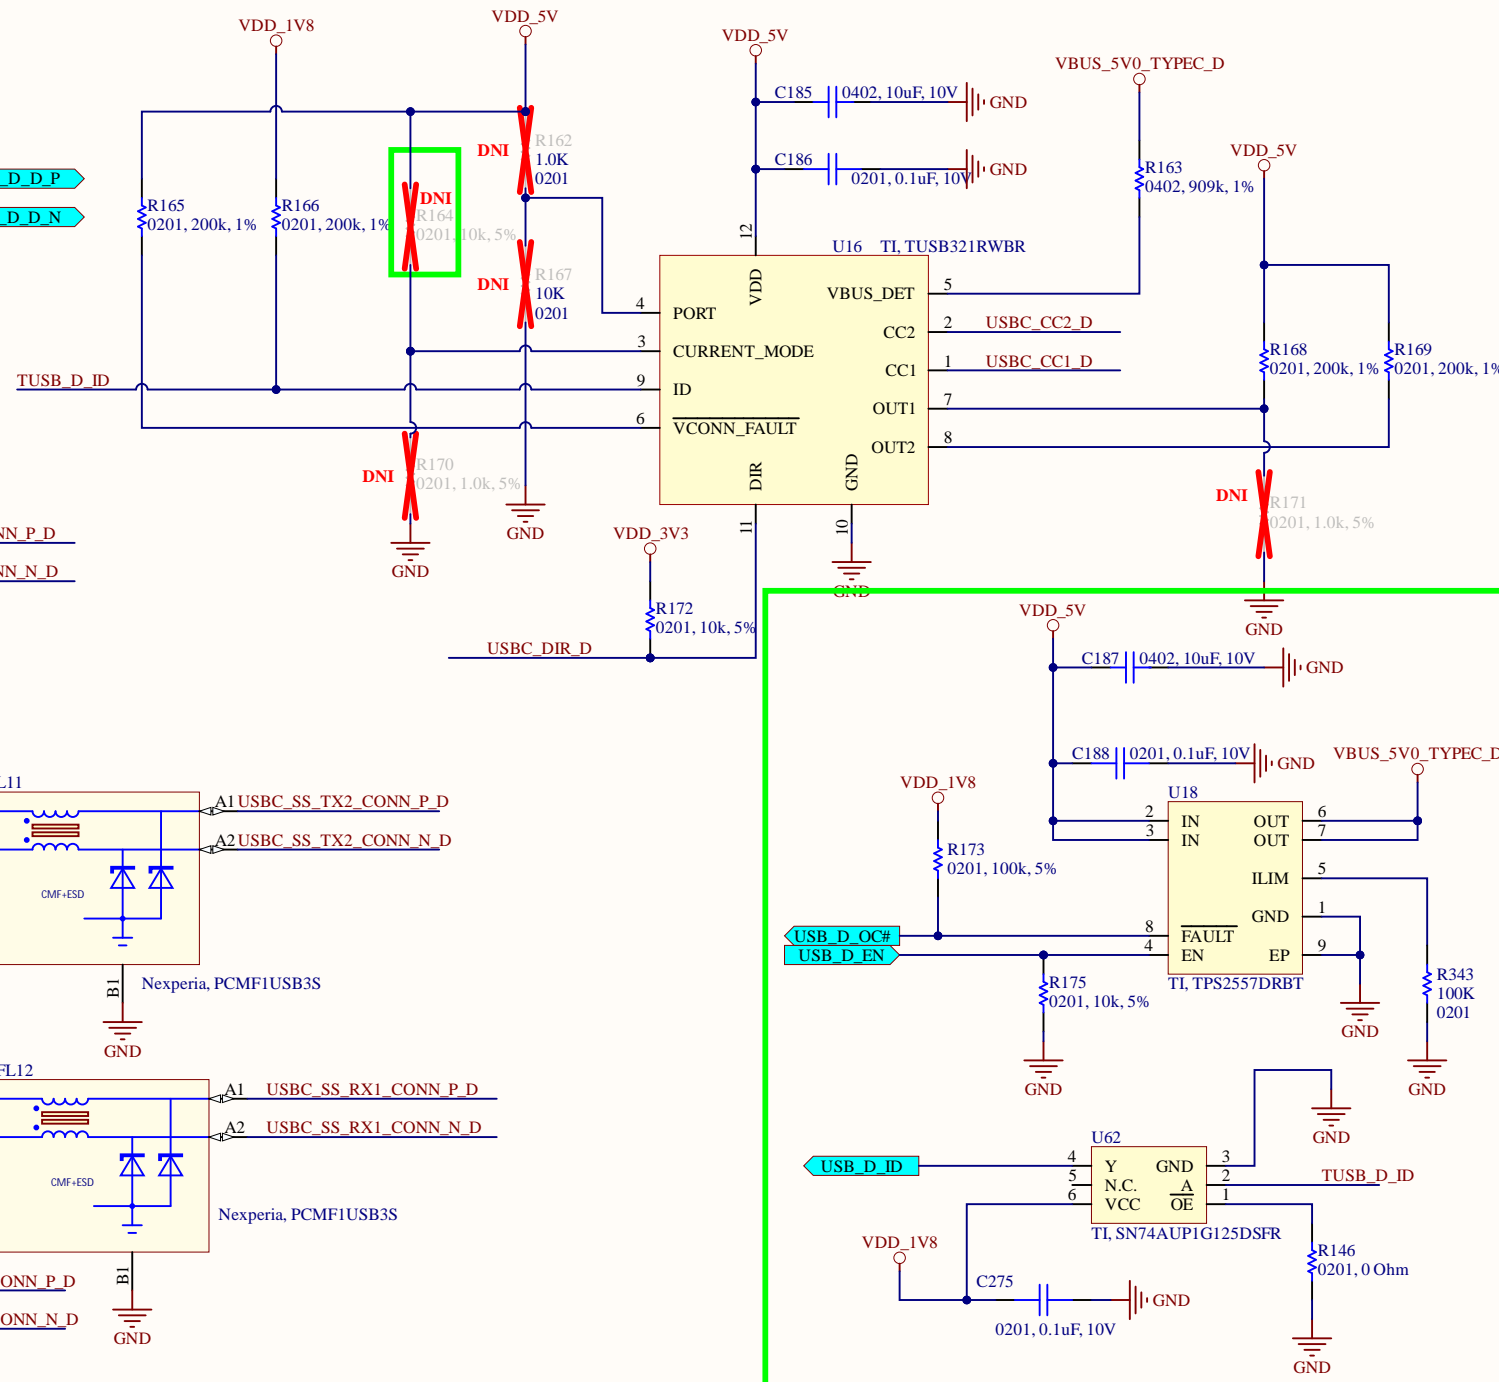 VDD_1V8
VDD_5V
VDD_5V
VBUS_5V0_TYPEC_D
C185
0402, 10uF, 10V
GND
DNI
R162
1.0K
0201
C186
0201, 0.1uF, 10V
GND
R163
0402, 909k, 1%
VDD_5V
_D_D_P
_D_D_N
R165
0201, 200k, 1%
R166
0201, 200k, 1%
DNI
R164
0201, 10k, 5%
DNI
R167
10K
0201
U16
TI, TUSB321RWBR
12
VDD
VBUS_DET
5
4
PORT
CC2
2
USBC_CC2_D
3
CURRENT_MODE
CC1
1
USBC_CC1_D
TUSB_D_ID
9
ID
OUT1
7
6
VCONN_FAULT
OUT2
8
DIR
GND
11
10
R168
0201, 200k, 1%
R169
0201, 200k, 1%
DNI
R170
0201, 1.0k, 5%
DNI
R171
0201, 1.0k, 5%
GND
GND
GND
GND
NN_P_D
NN_N_D
VDD_3V3
R172
0201, 10k, 5%
USBC_DIR_D
VDD_5V
C187
0402, 10uF, 10V
GND
C188
0201, 0.1uF, 10V
GND
VBUS_5V0_TYPEC_D
VDD_1V8
U18
2
IN
OUT
6
3
IN
OUT
7
R173
0201, 100k, 5%
ILIM
5
GND
1
USB_D_OC#
8
FAULT
USB_D_EN
4
EN
EP
9
TI, TPS2557DRBT
R175
0201, 10k, 5%
R343
100K
0201
GND
GND
GND
L11
A1
USBC_SS_TX2_CONN_P_D
A2
USBC_SS_TX2_CONN_N_D
CMF+ESD
B1
Nexperia, PCMF1USB3S
GND
FL12
A1
USBC_SS_RX1_CONN_P_D
A2
USBC_SS_RX1_CONN_N_D
CMF+ESD
Nexperia, PCMF1USB3S
B1
ONN_P_D
ONN_N_D
GND
GND
U62
USB_D_ID
4
Y
GND
3
5
N.C.
A
2
TUSB_D_ID
6
VCC
OE
1
TI, SN74AUP1G125DSFR
VDD_1V8
R146
0201, 0 Ohm
C275
0201, 0.1uF, 10V
GND
GND